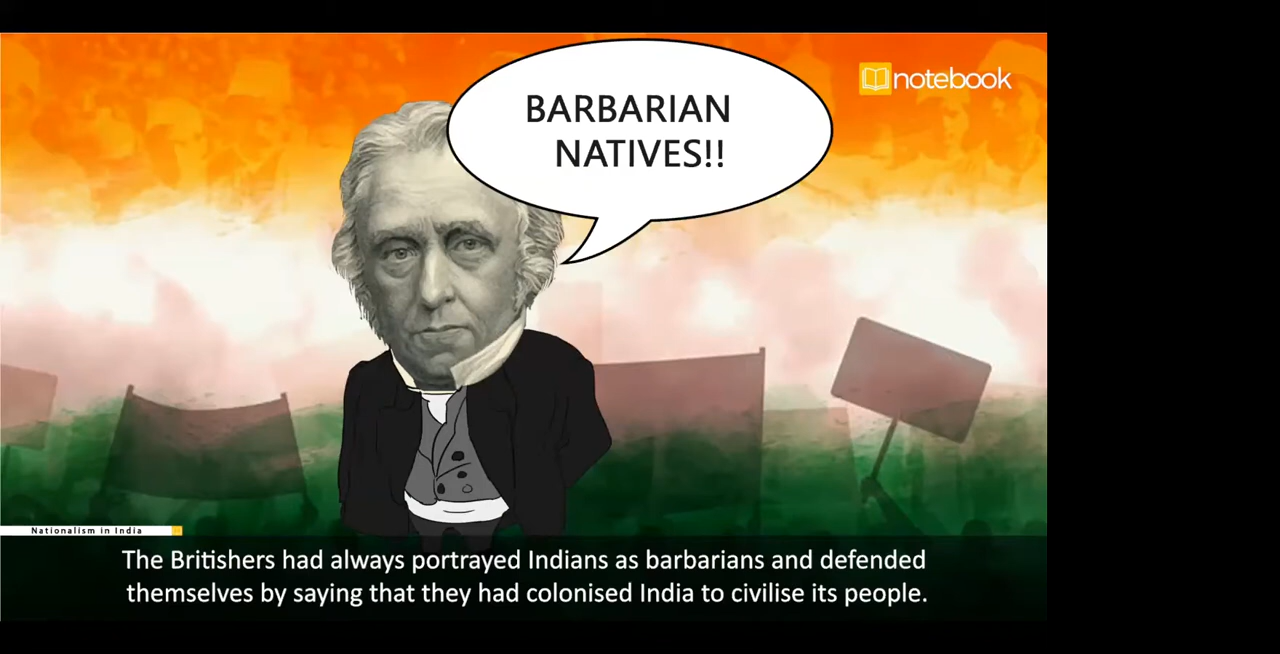 notebook
BARBARIAN
NATIVES!!
Nationalism in India
The Britishers had always portrayed Indians as barbarians and defended
themselves by saying that they had colonised India to civilise its people.